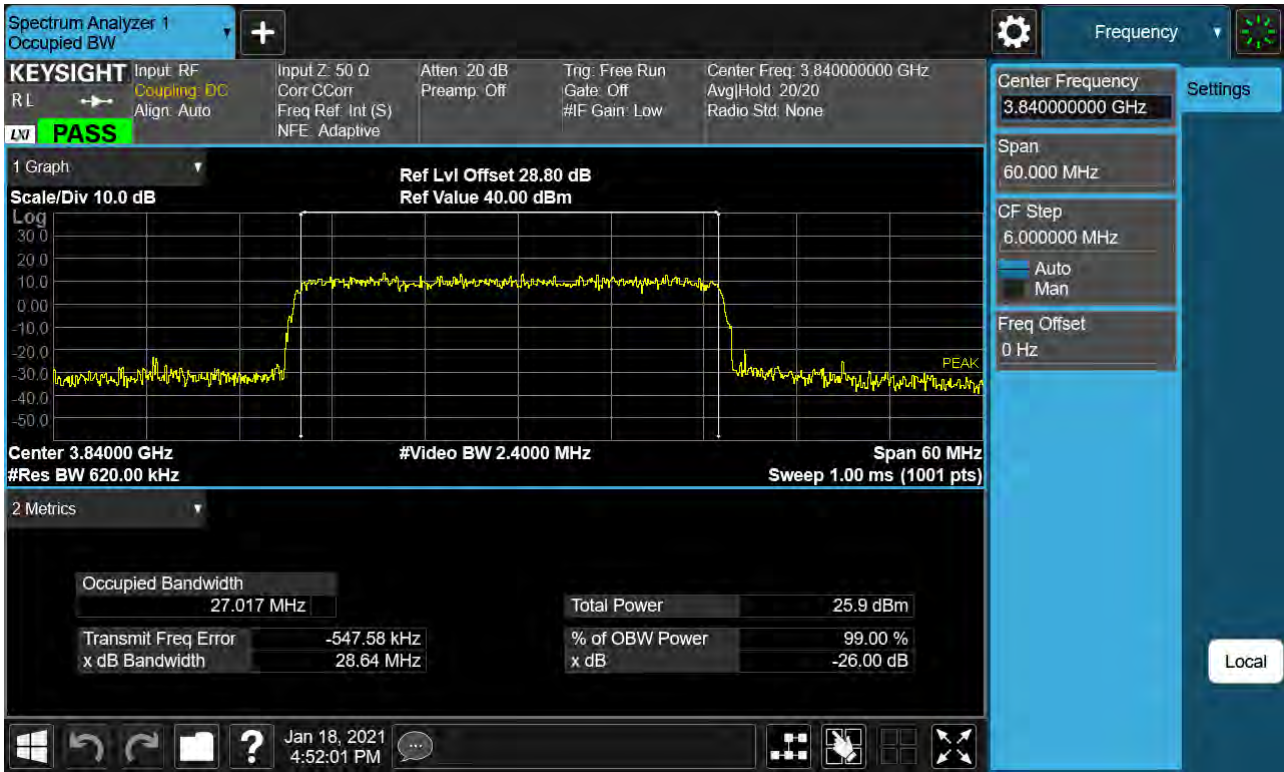 Spectrum Analyzer 1
Occupied BW
Frequency
KEYSIGHT
R L
LXI
PASS
Input: RF
Coupling: DC
Align: Auto
Input Z: 50 Ω
Corr CCorr
Freq Ref: Int (S)
NFE: Adaptive
Atten: 20 dB
Preamp: Off
Trig: Free Run
Gate: Off
#IF Gain: Low
Center Freq: 3.840000000 GHz
Avg|Hold: 20/20
Radio Std: None
Center Frequency
3.840000000 GHz
Settings
Span
60.000 MHz
CF Step
6.000000 MHz
Auto
Man
Freq Offset
0 Hz
1 Graph
Scale/Div 10.0 dB
Ref Lvl Offset 28.80 dB
Ref Value 40.00 dBm
Log
30.0
20.0
10.0
0.00
-10.0
-20.0
-30.0
-40.0
-50.0
PEAK
Center 3.84000 GHz
#Video BW 2.4000 MHz
Span 60 MHz
#Res BW 620.00 kHz
Sweep 1.00 ms (1001 pts)
2 Metrics
Occupied Bandwidth
27.017 MHz
Total Power 25.9 dBm
Transmit Freq Error -547.58 kHz
% of OBW Power 99.00 %
x dB Bandwidth 28.64 MHz
x dB -26.00 dB
Local
?
Jan 18, 2021
4:52:01 PM